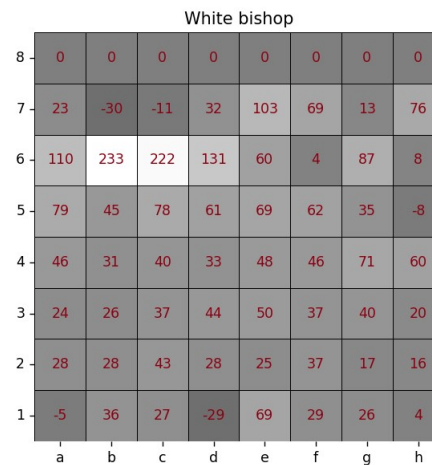 White bishop
8 0 0 0 0 0 0 0 0
7 23 -30 -11 32 103 69 13 76
6 110 233 222 131 60 4 87 8
5 79 45 78 61 69 62 35 -8
4 46 31 40 33 48 46 71 60
3 24 26 37 44 50 37 40 20
2 28 28 43 28 25 37 17 16
1 -5 36 27 -29 69 29 26 4
a b c d e f g h